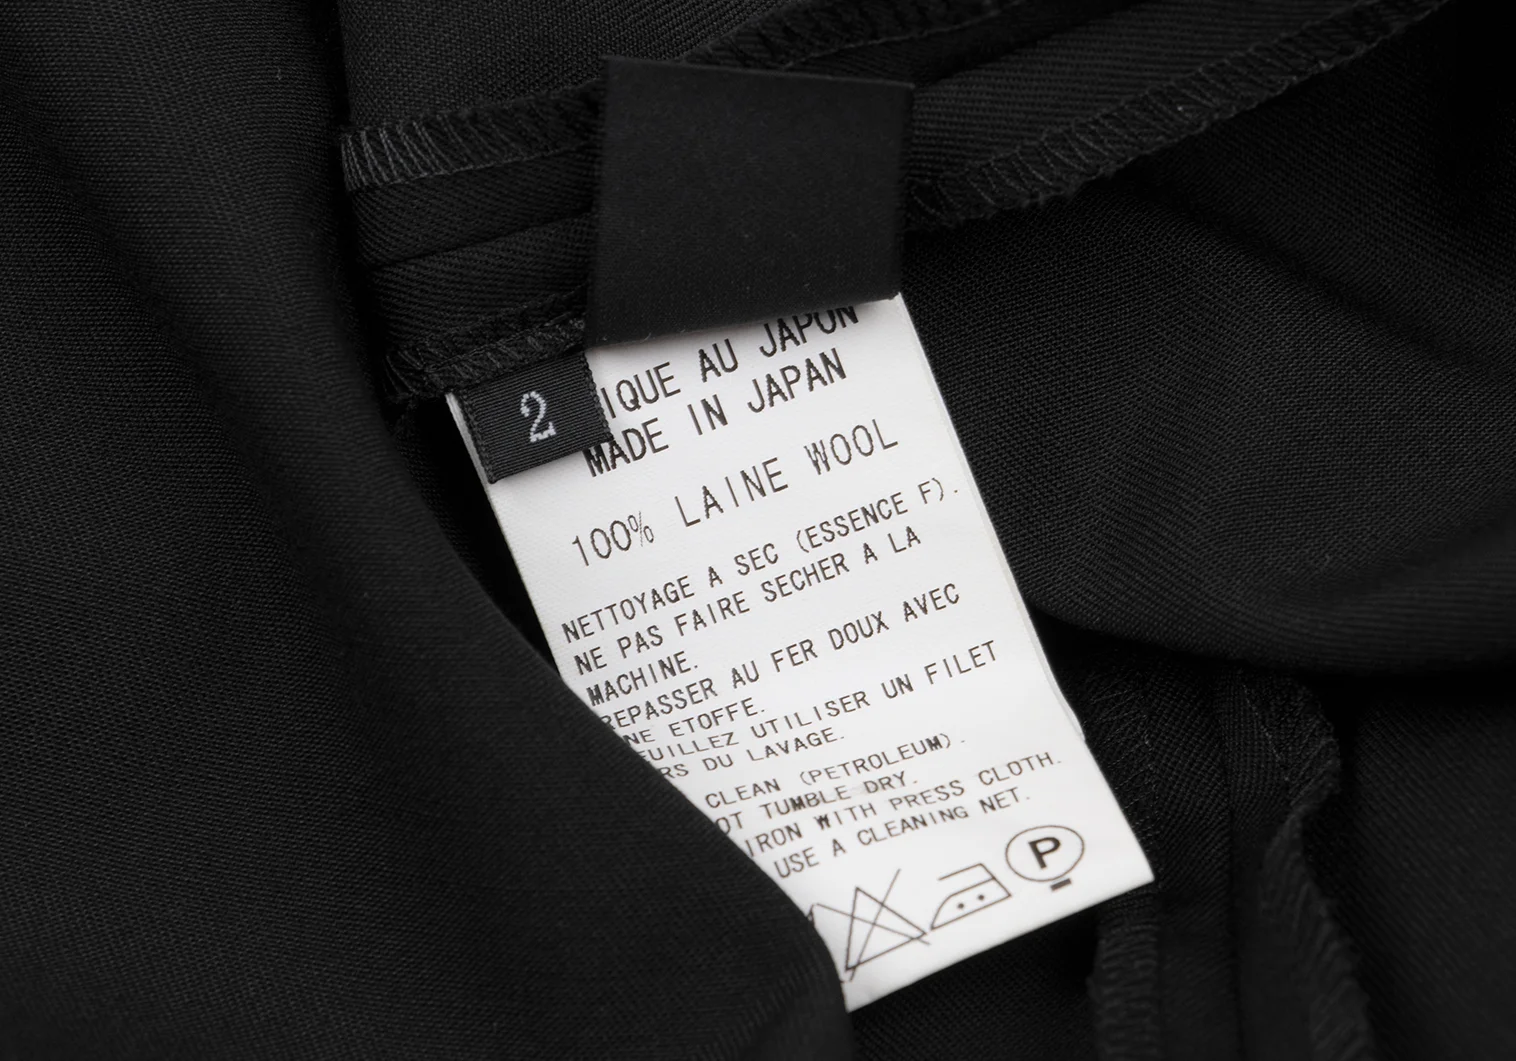 2
IQUE AU JAPON
MADE IN JAPAN
100% LAINE WOOL
NETTOYAGE A SEC (ESSENCE F).
NE PAS FAIRE SECHER A LA
MACHINE.
REPASSER AU FER DOUX AVEC
NE ETOFFE.
EUILLEZ UTILISER UN FILET
RS DU LAVAGE.
CLEAN (PETROLEUM).
OT TUMBLE DRY.
IRON WITH PRESS CLOTH.
USE A CLEANING NET.
P